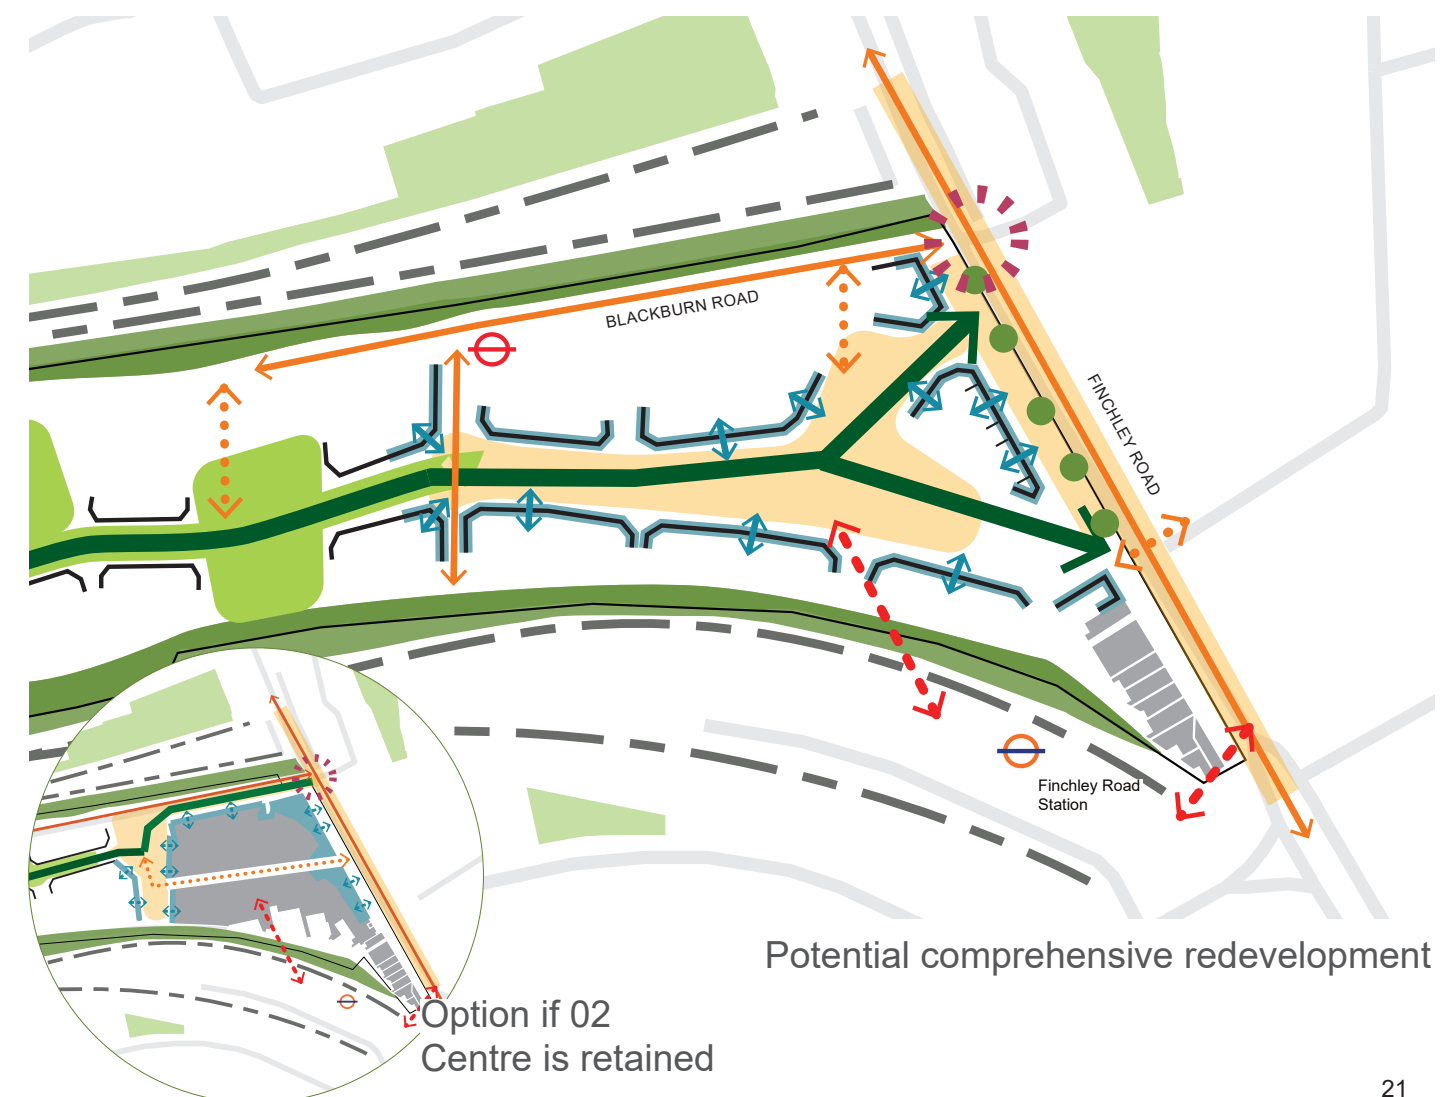 BLACKBURN ROAD
FINCHLEY ROAD
Finchley Road
Station
Potential comprehensive redevelopment
Option if 02
Centre is retained
21